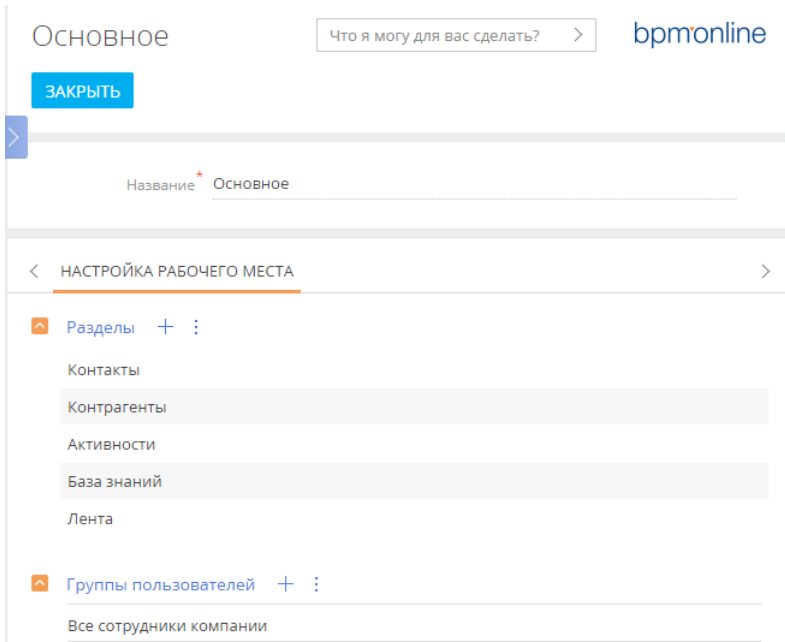 Основное
Что я могу для вас сделать?
bpm'online
ЗАКРЫТЬ
Название* Основное
НАСТРОЙКА РАБОЧЕГО МЕСТА
Разделы
Контакты
Контрагенты
Активности
База знаний
Лента
Группы пользователей
Все сотрудники компании